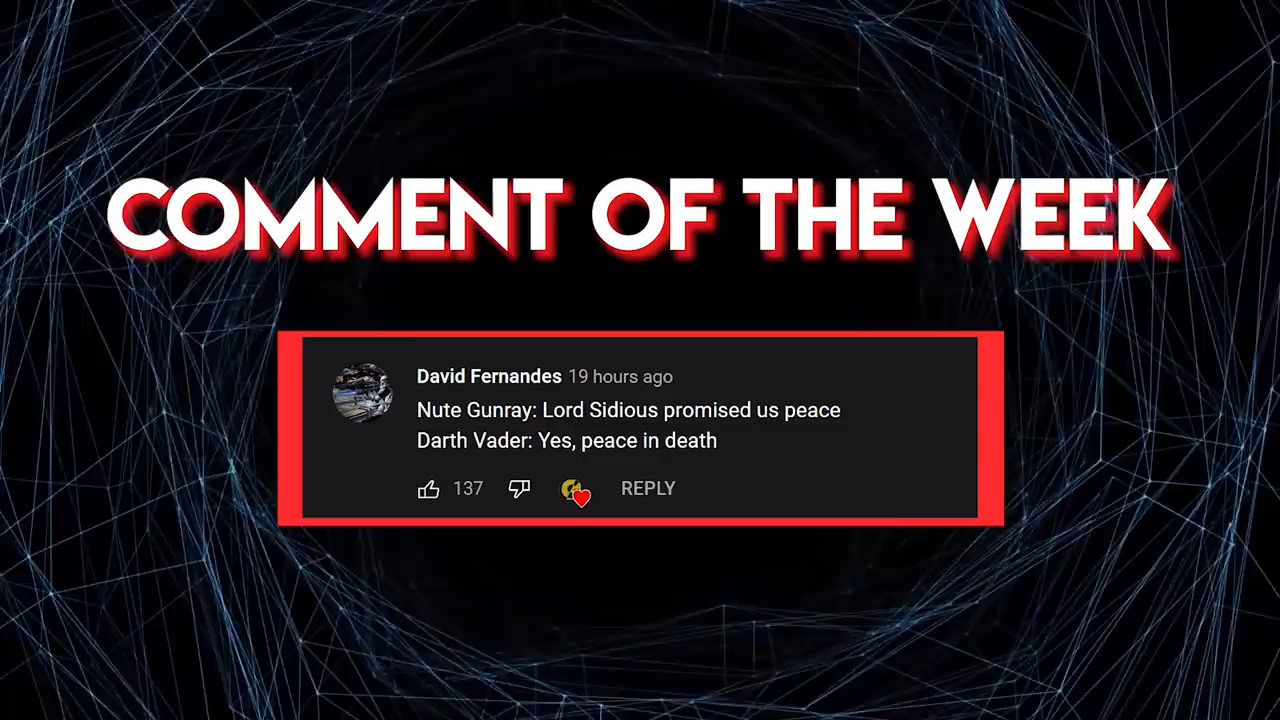 COMMENT OF THE WEEK
David Fernandes 19 hours ago
Nute Gunray: Lord Sidious promised us peace
Darth Vader: Yes, peace in death
137 REPLY